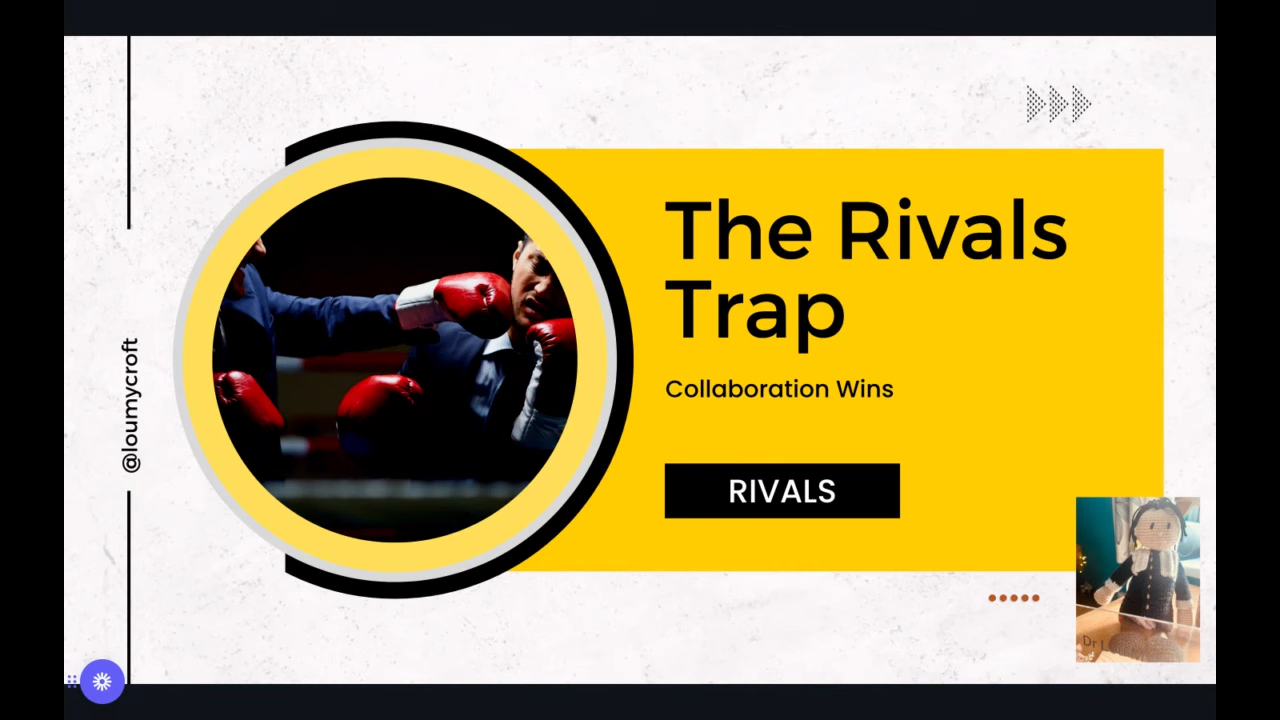 The Rivals
Trap
Collaboration Wins
RIVALS
@loumycroft